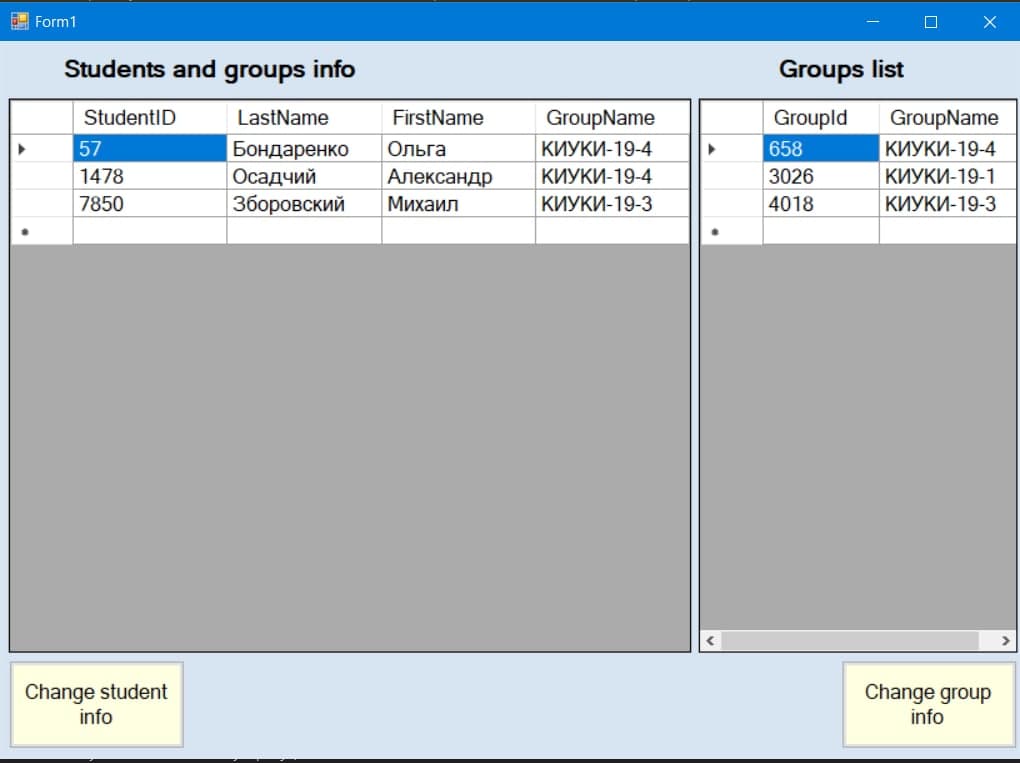 Form1
Students and groups info
Groups list
StudentID LastName FirstName GroupName
57 Бондаренко Ольга КИУКИ-19-4
1478 Осадчий Александр КИУКИ-19-4
7850 Зборовский Михаил КИУКИ-19-3
GroupId GroupName
658 КИУКИ-19-4
3026 КИУКИ-19-1
4018 КИУКИ-19-3
Change student
info
Change group
info